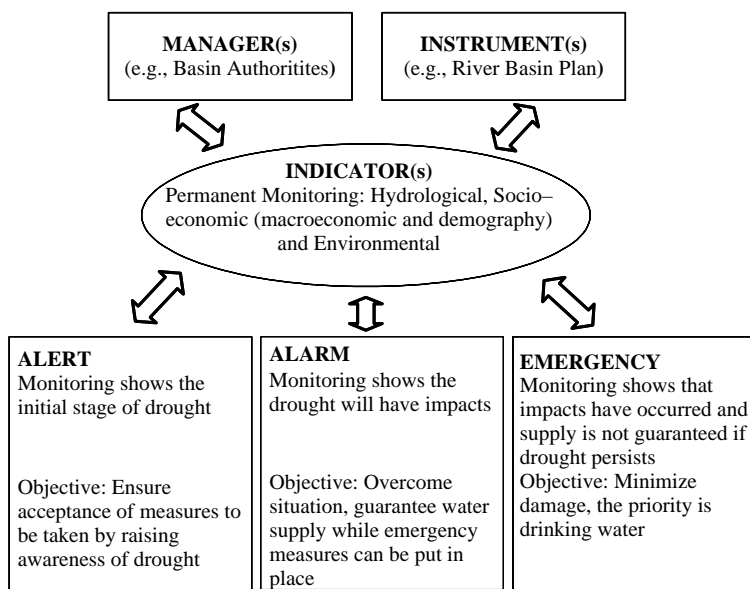 MANAGER(s)
(e.g., Basin Authoritites)
INSTRUMENT(s)
(e.g., River Basin Plan)
INDICATOR(s)
Permanent Monitoring: Hydrological, Socio–
economic (macroeconomic and demography)
and Environmental
ALERT
Monitoring shows the
initial stage of drought
Objective: Ensure
acceptance of measures to
be taken by raising
awareness of drought
ALARM
Monitoring shows the
drought will have impacts
Objective: Overcome
situation, guarantee water
supply while emergency
measures can be put in
place
EMERGENCY
Monitoring shows that
impacts have occurred and
supply is not guaranteed if
drought persists
Objective: Minimize
damage, the priority is
drinking water